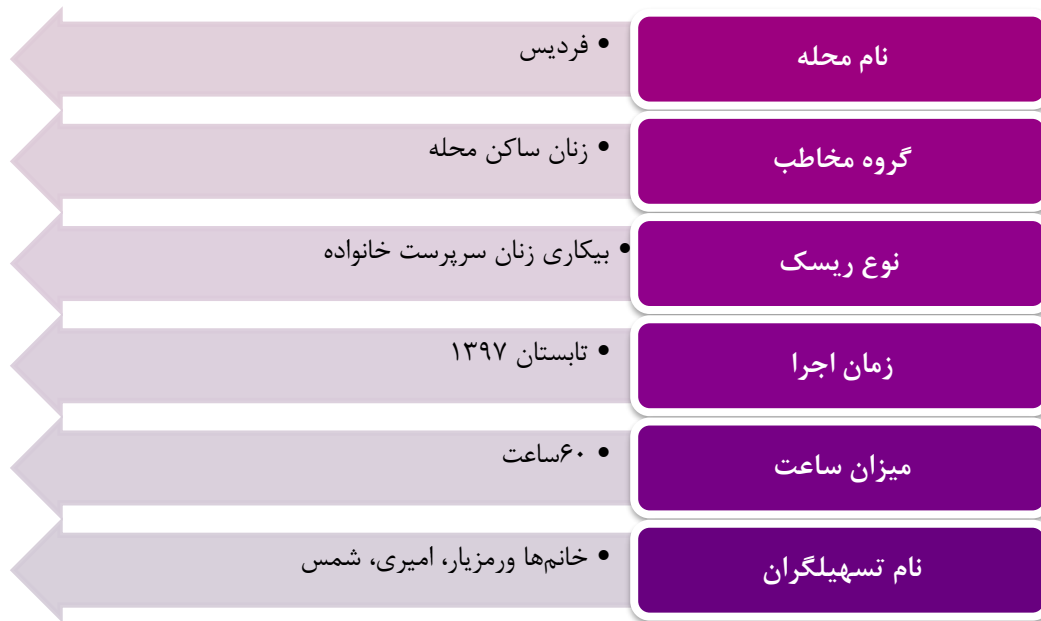 نام محله
• فردیس
گروه مخاطب
• زنان ساکن محله
نوع ریسک
• بیکاری زنان سرپرست خانواده
زمان اجرا
• تابستان ۱۳۹۷
میزان ساعت
• ۶۰ساعت
نام تسهیلگران
• خانم‌ها ورمزیار، امیری، شمس